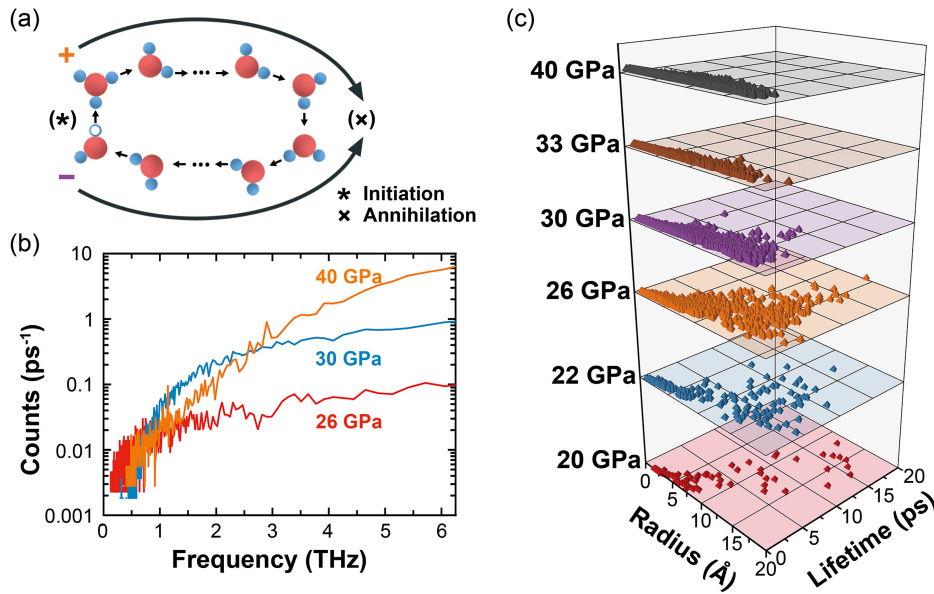 (a)
+
(*)
(×)
−
* Initiation
× Annihilation
(b)
Counts (ps⁻¹)
10
1
0.1
0.01
0.001
40 GPa
30 GPa
26 GPa
0 1 2 3 4 5 6
Frequency (THz)
(c)
40 GPa
33 GPa
30 GPa
26 GPa
22 GPa
20 GPa
0 5 10 15 20
Radius (Å)
0 5 10 15 20
Lifetime (ps)